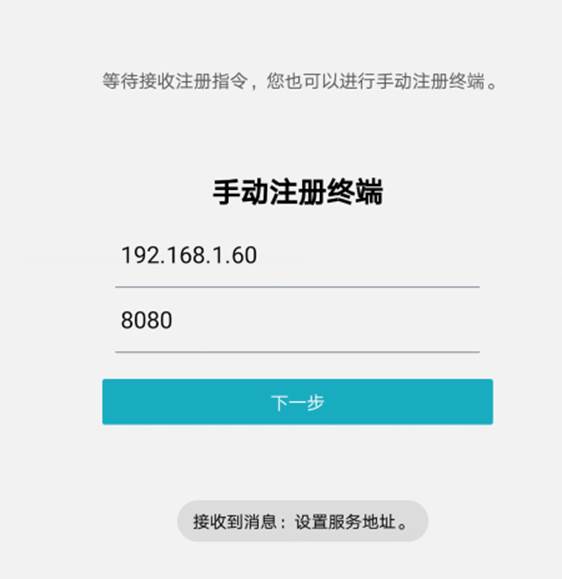 等待接收注册指令，您也可以进行手动注册终端。
手动注册终端
192.168.1.60
8080
下一步
接收到消息：设置服务地址。